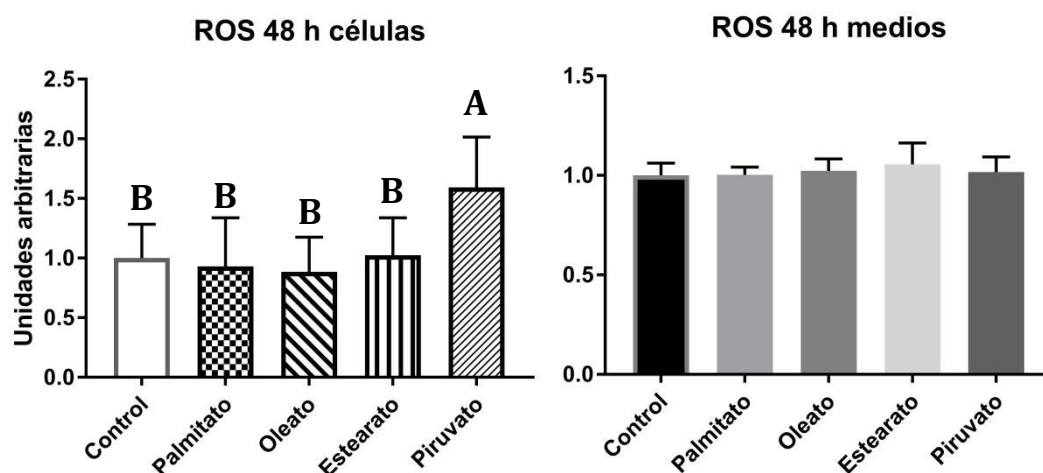 ROS 48 h células
Unidades arbitrarias
2.5
2.0
1.5
1.0
0.5
0.0
B
B
B
B
A
Control
Palmitato
Oleato
Estearato
Piruvato
ROS 48 h medios
1.5
1.0
0.5
0.0
Control
Palmitato
Oleato
Estearato
Piruvato